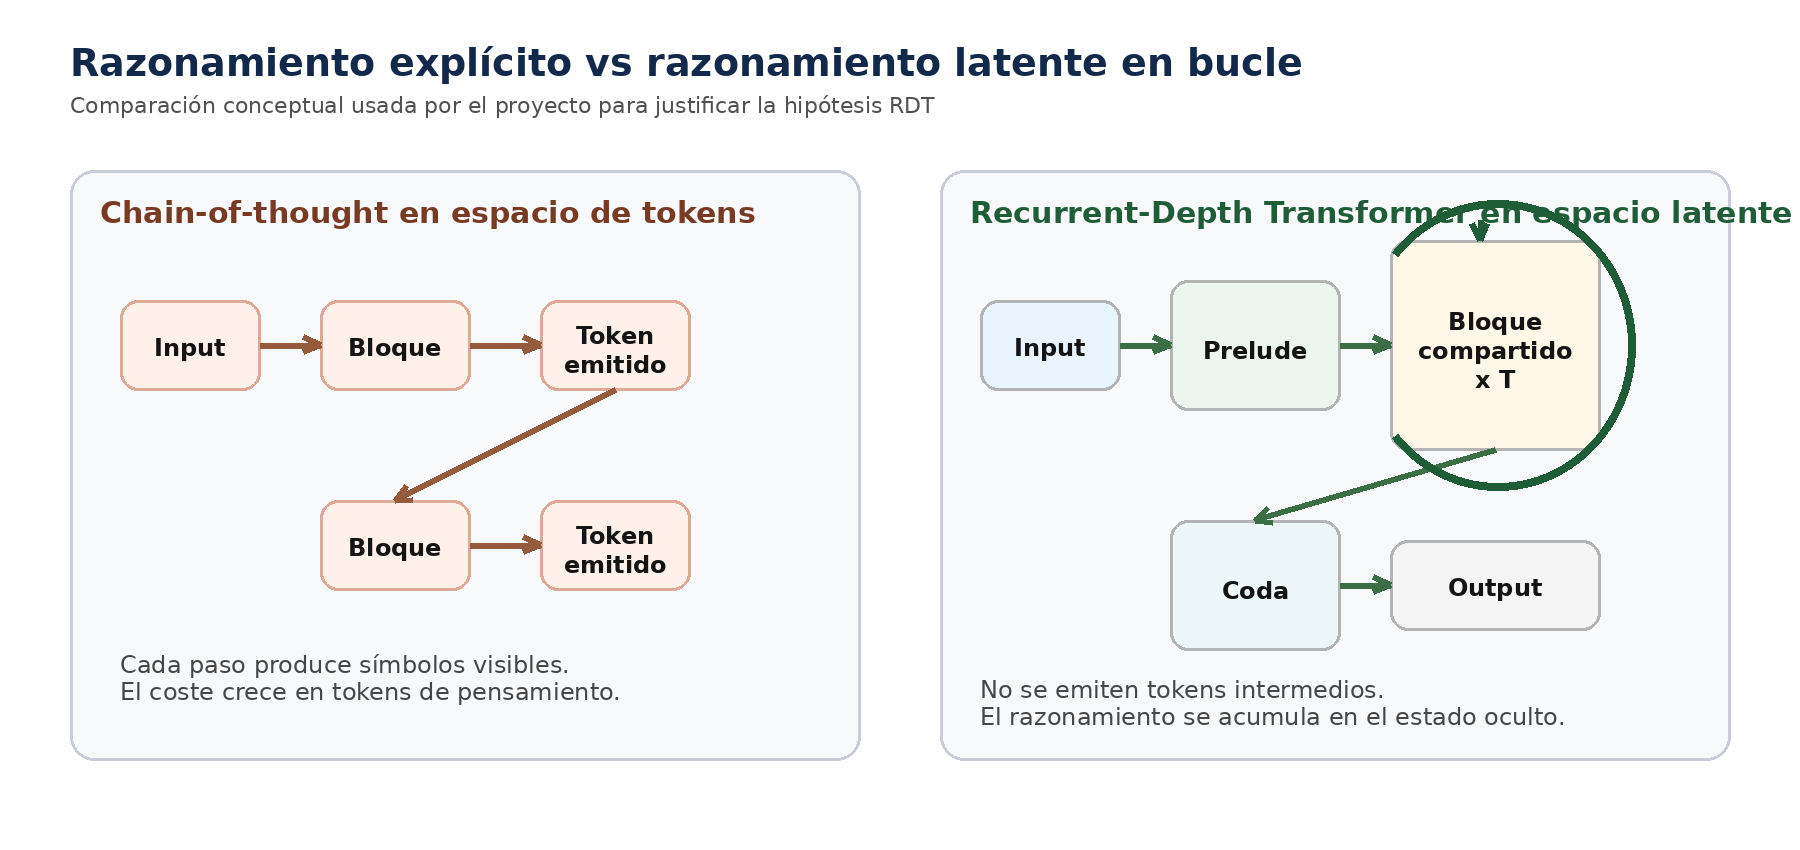 Razonamiento explícito vs razonamiento latente en bucle
Comparación conceptual usada por el proyecto para justificar la hipótesis RDT
Chain-of-thought en espacio de tokens
Input
Bloque
Token
emitido
Bloque
Token
emitido
Cada paso produce símbolos visibles.
El coste crece en tokens de pensamiento.
Recurrent-Depth Transformer en espacio latente
Input
Prelude
Bloque
compartido
x T
Coda
Output
No se emiten tokens intermedios.
El razonamiento se acumula en el estado oculto.